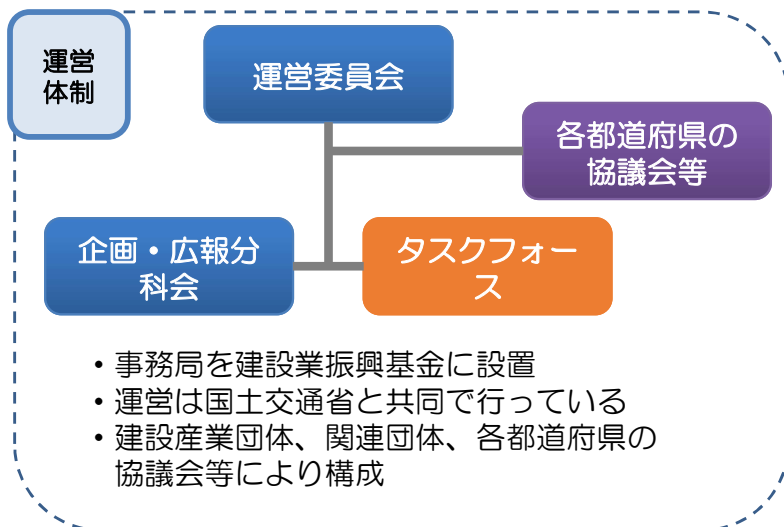 運営
体制
運営委員会
各都道府県の
協議会等
企画・広報分
科会
タスクフォー
ス
・事務局を建設業振興基金に設置
・運営は国土交通省と共同で行っている
・建設産業団体、関連団体、各都道府県の
協議会等により構成